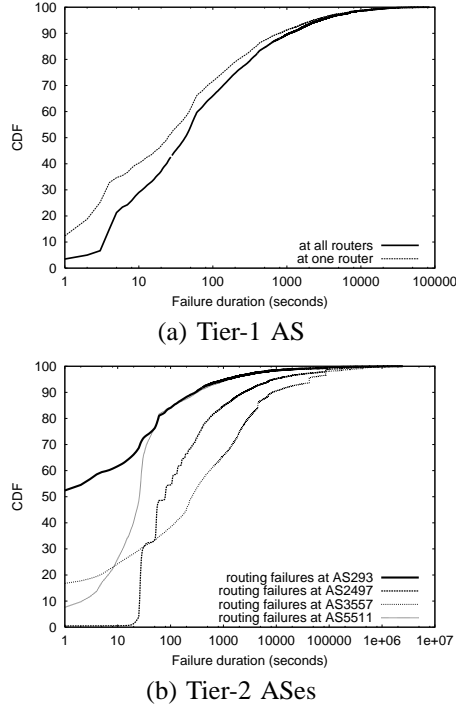 100
90
80
70
60
50
40
30
20
10
0
CDF
at all routers
at one router
1 10 100 1000 10000 100000
Failure duration (seconds)
(a) Tier-1 AS
100
90
80
70
60
50
40
30
20
10
0
CDF
routing failures at AS293
routing failures at AS2497
routing failures at AS3557
routing failures at AS5511
1 10 100 1000 10000 100000 1e+06 1e+07
Failure duration (seconds)
(b) Tier-2 ASes